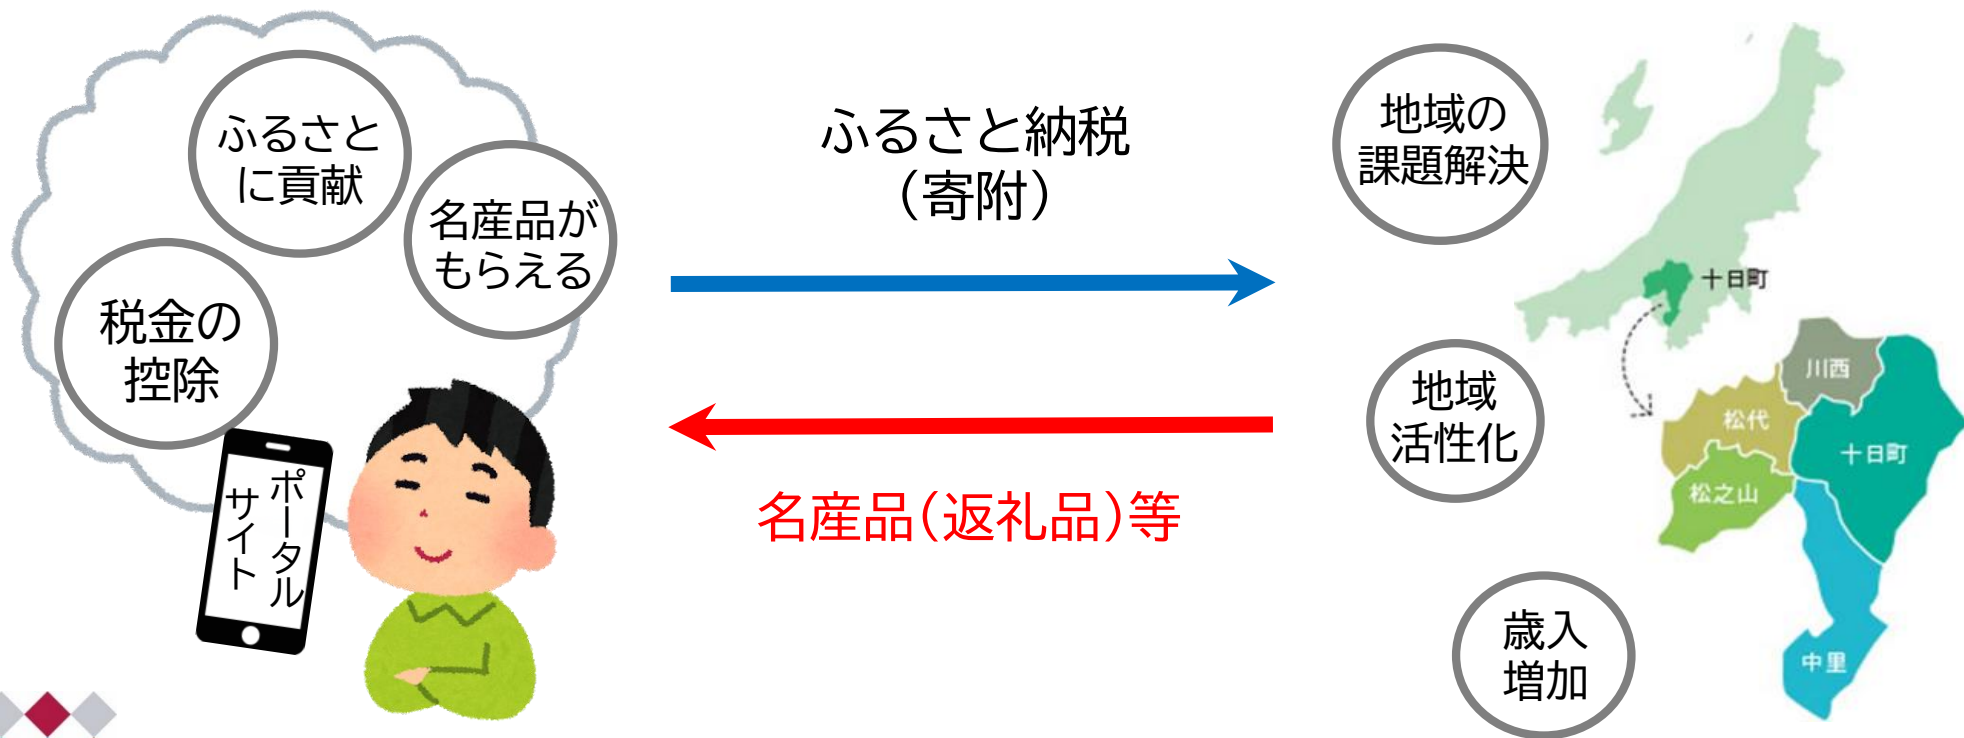 ふるさと
に貢献
名産品が
もらえる
税金の
控除
ポータル
サイト
ふるさと納税
（寄附）
名産品（返礼品）等
地域の
課題解決
地域
活性化
歳入
増加
十日町
川西
松代
十日町
松之山
中里